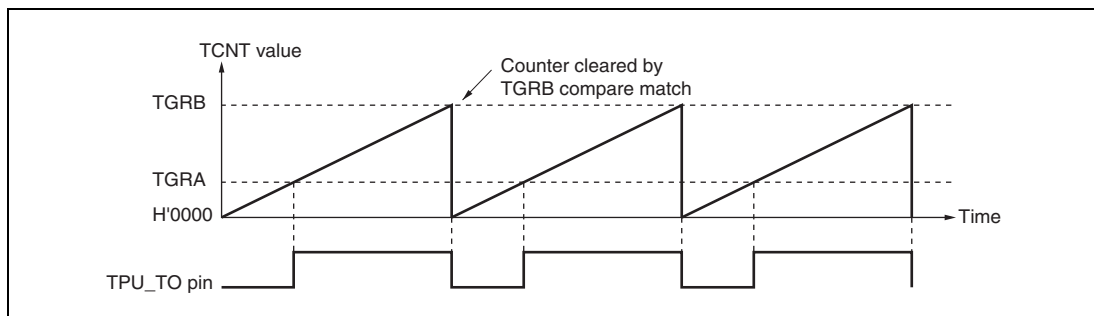 TCNT value
Counter cleared by
TGRB compare match
TGRB
TGRA
H'0000
Time
TPU_TO pin